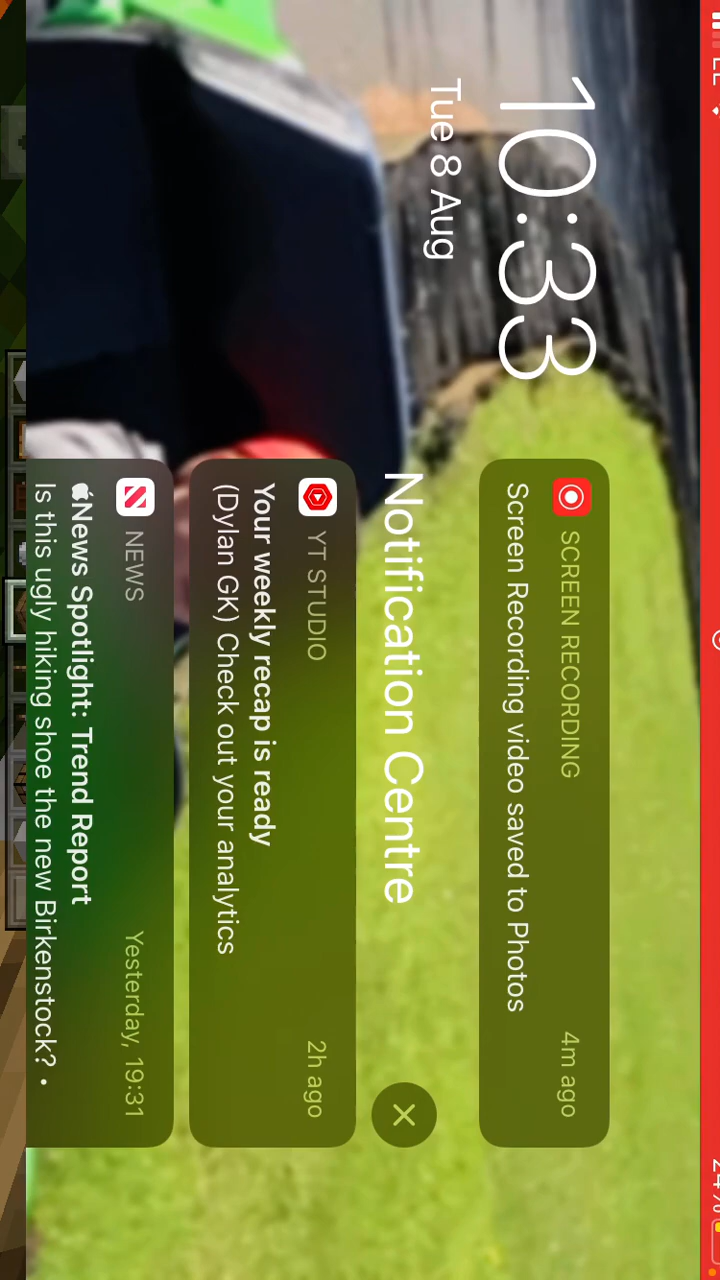 EE
24%
10:33
Tue 8 Aug
SCREEN RECORDING
4m ago
Screen Recording video saved to Photos
Notification Centre
YT STUDIO
2h ago
Your weekly recap is ready
(Dylan GK) Check out your analytics
NEWS
Yesterday, 19:31
News Spotlight: Trend Report
Is this ugly hiking shoe the new Birkenstock? •